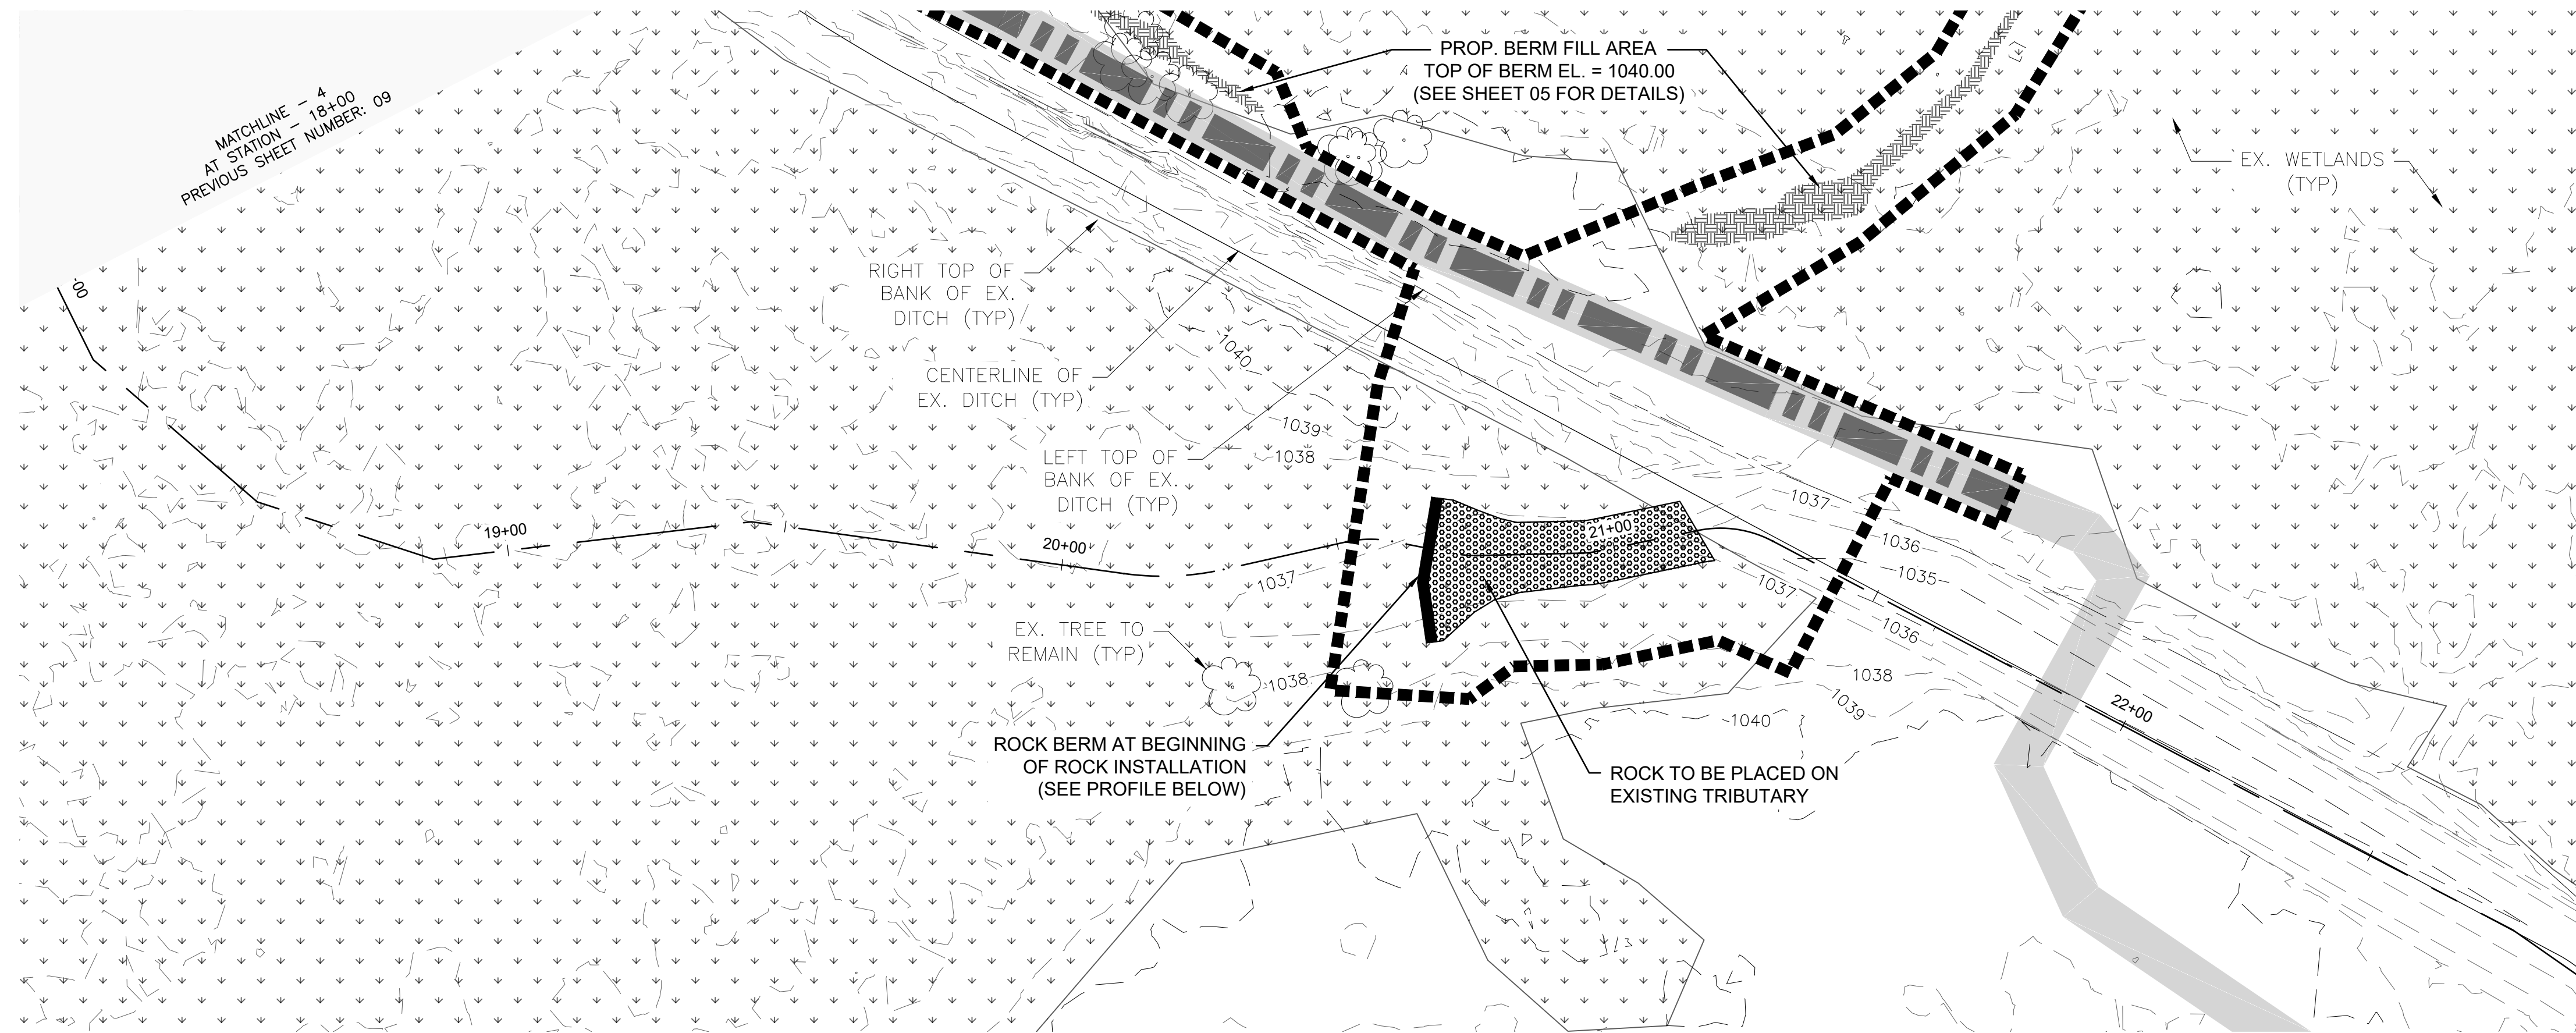 MATCHLINE - 4
AT STATION - 18+00
PREVIOUS SHEET NUMBER: 09
PROP. BERM FILL AREA
TOP OF BERM EL. = 1040.00
(SEE SHEET 05 FOR DETAILS)
EX. WETLANDS
(TYP)
RIGHT TOP OF
BANK OF EX.
DITCH (TYP)
CENTERLINE OF
EX. DITCH (TYP)
LEFT TOP OF
BANK OF EX.
DITCH (TYP)
1040
1039
1038
1037
1038
19+00
20+00
21+00
22+00
1037
1036
1035
1037
1036
1038
1039
1040
EX. TREE TO
REMAIN (TYP)
ROCK BERM AT BEGINNING
OF ROCK INSTALLATION
(SEE PROFILE BELOW)
ROCK TO BE PLACED ON
EXISTING TRIBUTARY